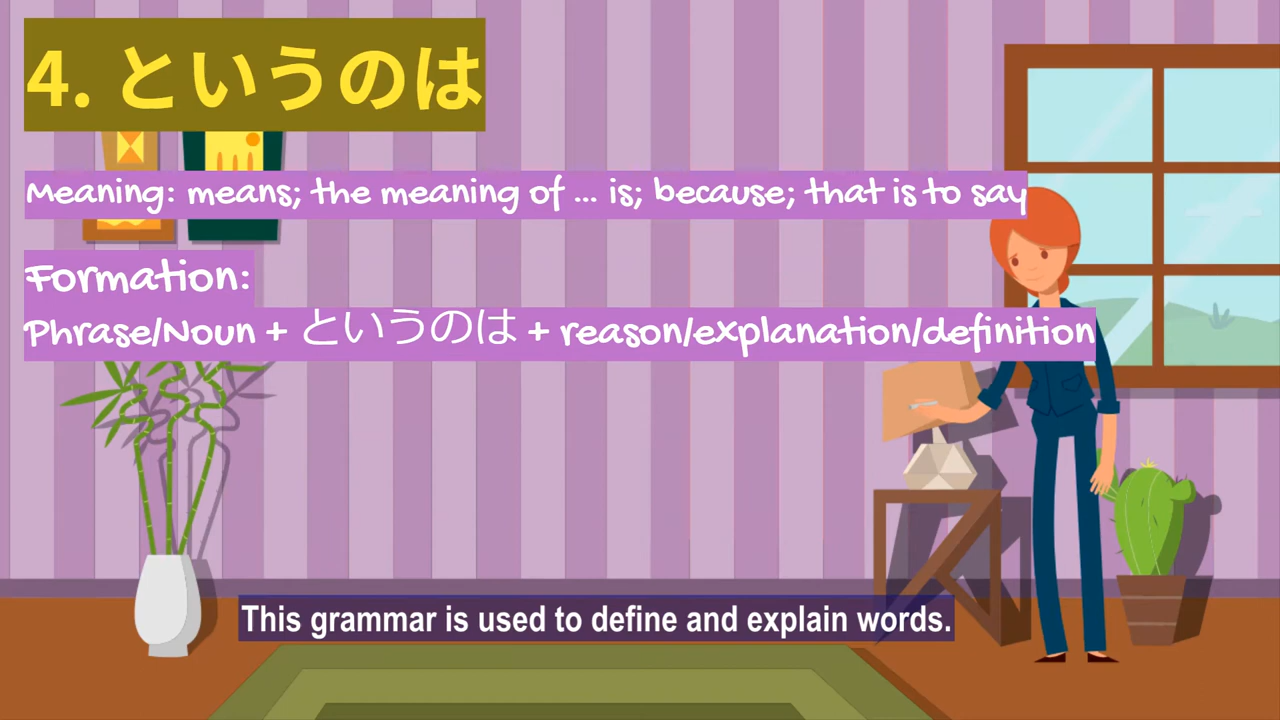 4. というのは
Meaning: means; the meaning of ... is; because; that is to say
Formation:
Phrase/Noun + というのは + reason/explanation/definition
This grammar is used to define and explain words.